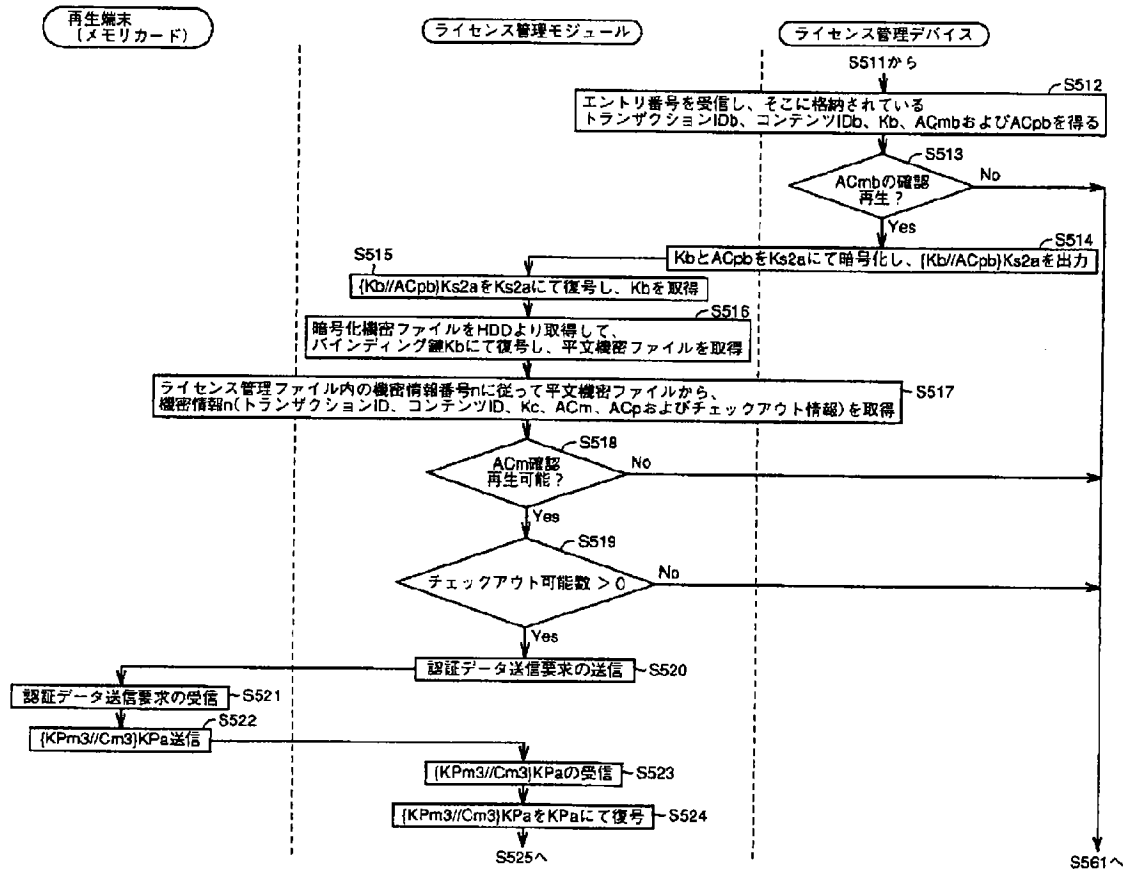 再生端末
(メモリカード)
ライセンス管理モジュール
ライセンス管理デバイス
S511から
S512
エントリ番号を受信し、そこに格納されている
トランザクションIDb、コンテンツIDb、Kb、ACmbおよびACpbを得る
S513
ACmbの確認
再生?
No
Yes
S514
KbとACpbをKs2aにて暗号化し、{Kb//ACpb}Ks2aを出力
S515
{Kb//ACpb}Ks2aをKs2aにて復号し、Kbを取得
S516
暗号化機密ファイルをHDDより取得して、
バインディング鍵Kbにて復号し、平文機密ファイルを取得
S517
ライセンス管理ファイル内の機密情報番号nに従って平文機密ファイルから、
機密情報n(トランザクションID、コンテンツID、Kc、ACm、ACpおよびチェックアウト情報)を取得
S518
ACm確認
再生可能?
No
Yes
S519
チェックアウト可能数 > 0
No
Yes
認証データ送信要求の送信
S520
認証データ送信要求の受信
S521
S522
{KPm3//Cm3}KPa送信
{KPm3//Cm3}KPaの受信
S523
{KPm3//Cm3}KPaをKPaにて復号
S524
S525へ
S561へ